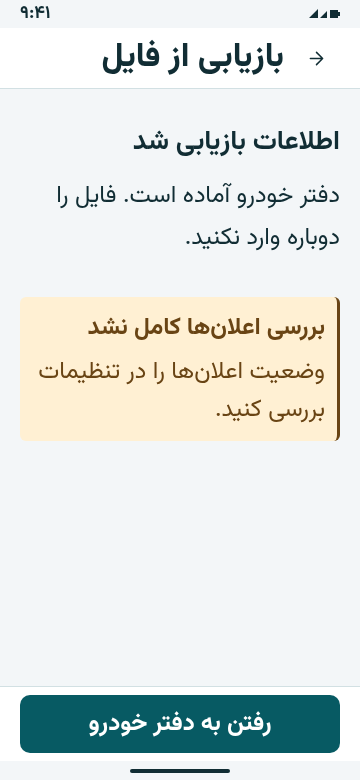 ۹:۴۱
بازیابی از فایل
اطلاعات بازیابی شد
دفتر خودرو آماده است. فایل را
دوباره وارد نکنید.
بررسی اعلان‌ها کامل نشد
وضعیت اعلان‌ها را در تنظیمات
بررسی کنید.
رفتن به دفتر خودرو